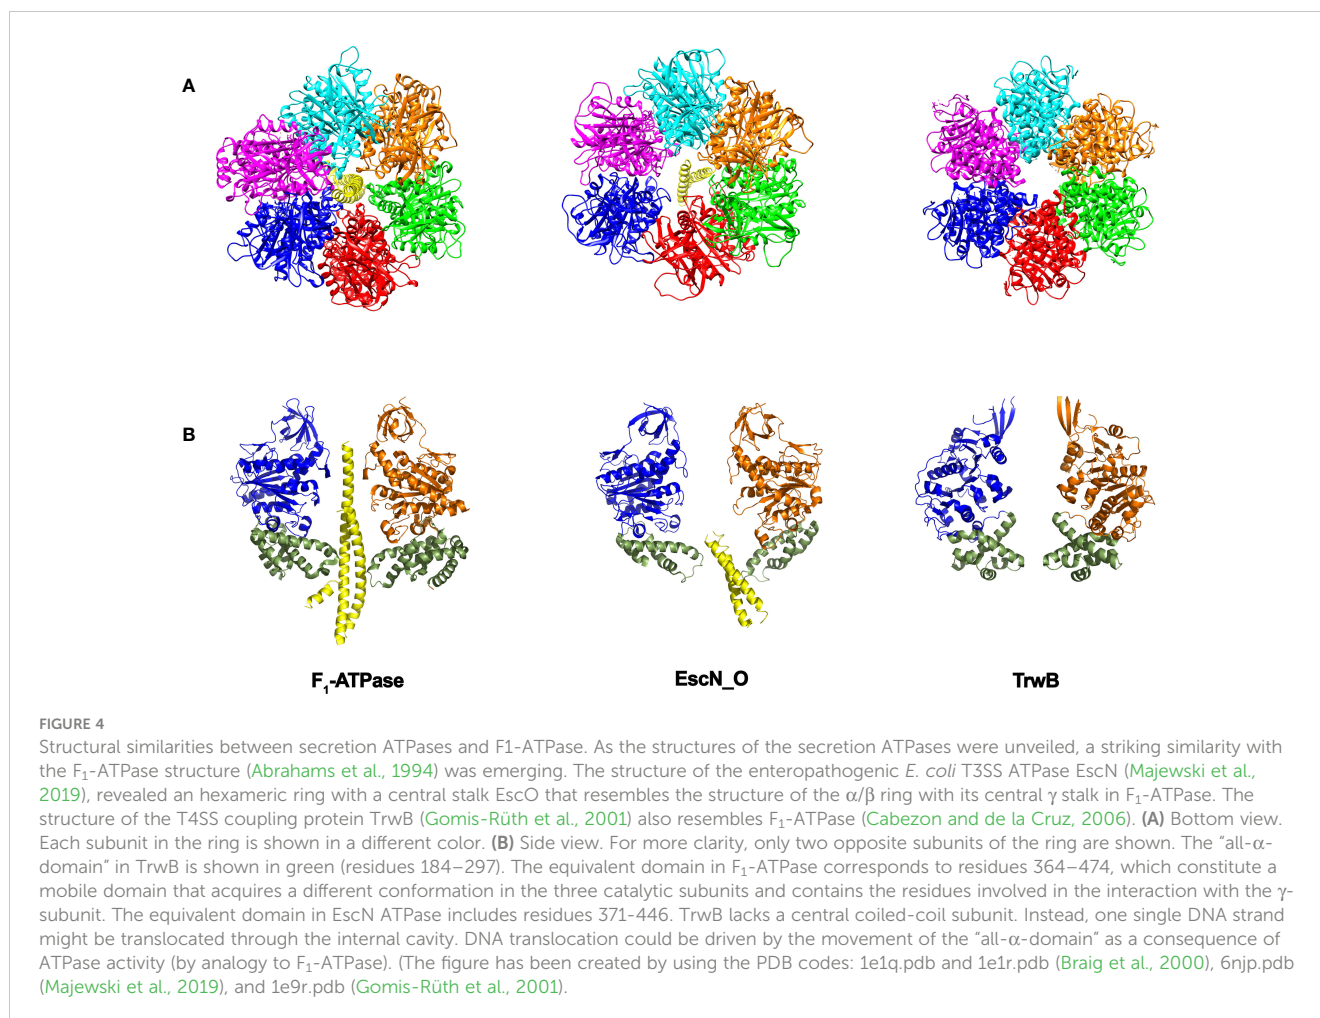 A
B
F₁-ATPase
EscN_O
TrwB
FIGURE 4
Structural similarities between secretion ATPases and F1-ATPase. As the structures of the secretion ATPases were unveiled, a striking similarity with
the F₁-ATPase structure (Abrahams et al., 1994) was emerging. The structure of the enteropathogenic E. coli T3SS ATPase EscN (Majewski et al.,
2019), revealed an hexameric ring with a central stalk EscO that resembles the structure of the α/β ring with its central γ stalk in F₁-ATPase. The
structure of the T4SS coupling protein TrwB (Gomis-Rüth et al., 2001) also resembles F₁-ATPase (Cabezon and de la Cruz, 2006). (A) Bottom view.
Each subunit in the ring is shown in a different color. (B) Side view. For more clarity, only two opposite subunits of the ring are shown. The “all-α-
domain” in TrwB is shown in green (residues 184–297). The equivalent domain in F₁-ATPase corresponds to residues 364–474, which constitute a
mobile domain that acquires a different conformation in the three catalytic subunits and contains the residues involved in the interaction with the γ-
subunit. The equivalent domain in EscN ATPase includes residues 371-446. TrwB lacks a central coiled-coil subunit. Instead, one single DNA strand
might be translocated through the internal cavity. DNA translocation could be driven by the movement of the “all-α-domain” as a consequence of
ATPase activity (by analogy to F₁-ATPase). (The figure has been created by using the PDB codes: 1e1q.pdb and 1e1r.pdb (Braig et al., 2000), 6njp.pdb
(Majewski et al., 2019), and 1e9r.pdb (Gomis-Rüth et al., 2001).